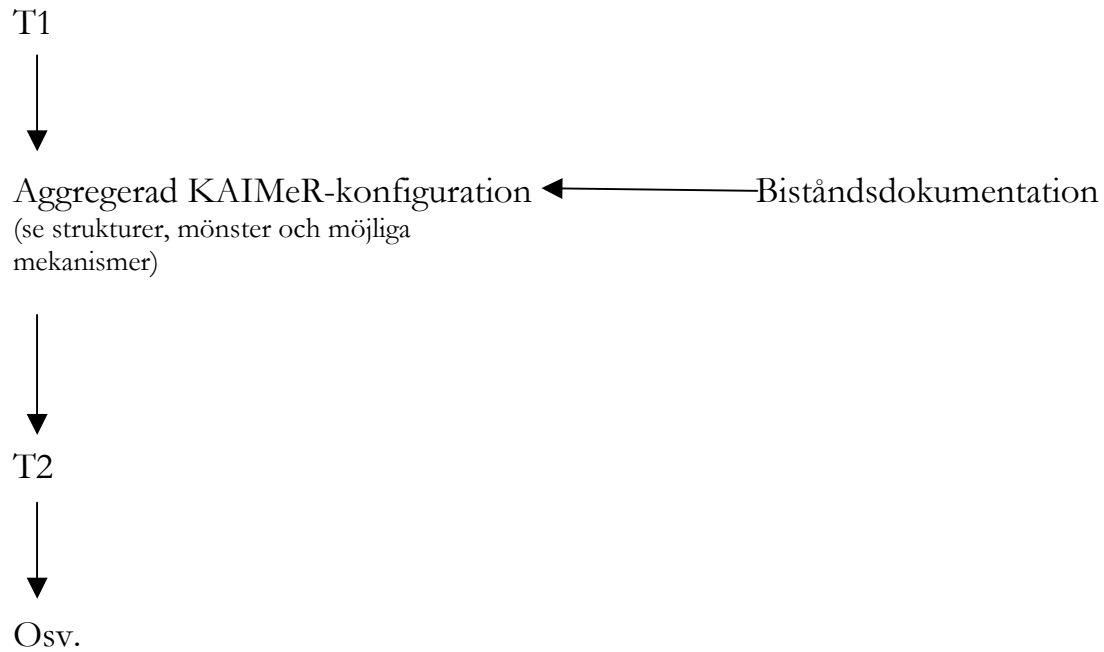 T1
Aggregerad KAIMeR-konfiguration
Biståndsdokumentation
(se strukturer, mönster och möjliga
mekanismer)
T2
Osv.